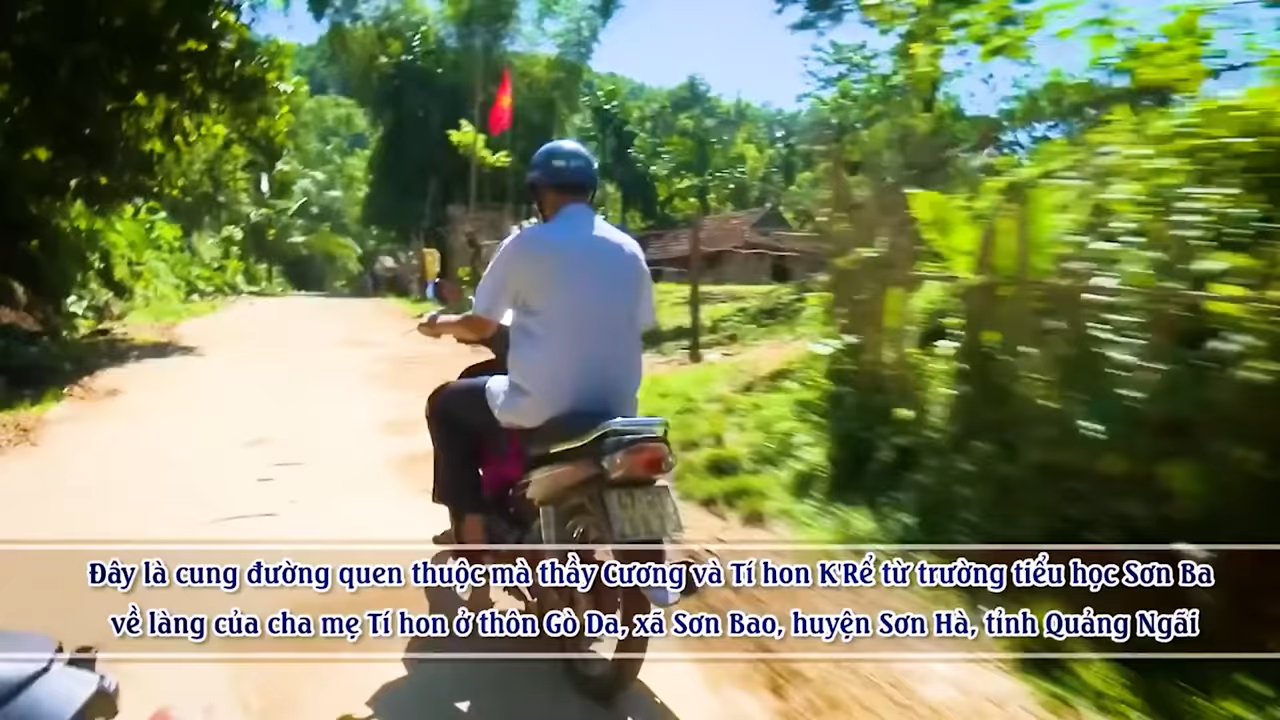 Đây là cung đường quen thuộc mà thầy Cương và Tí hon K'Rể từ trường tiểu học Sơn Ba
về làng của cha mẹ Tí hon ở thôn Gò Da, xã Sơn Bao, huyện Sơn Hà, tỉnh Quảng Ngãi